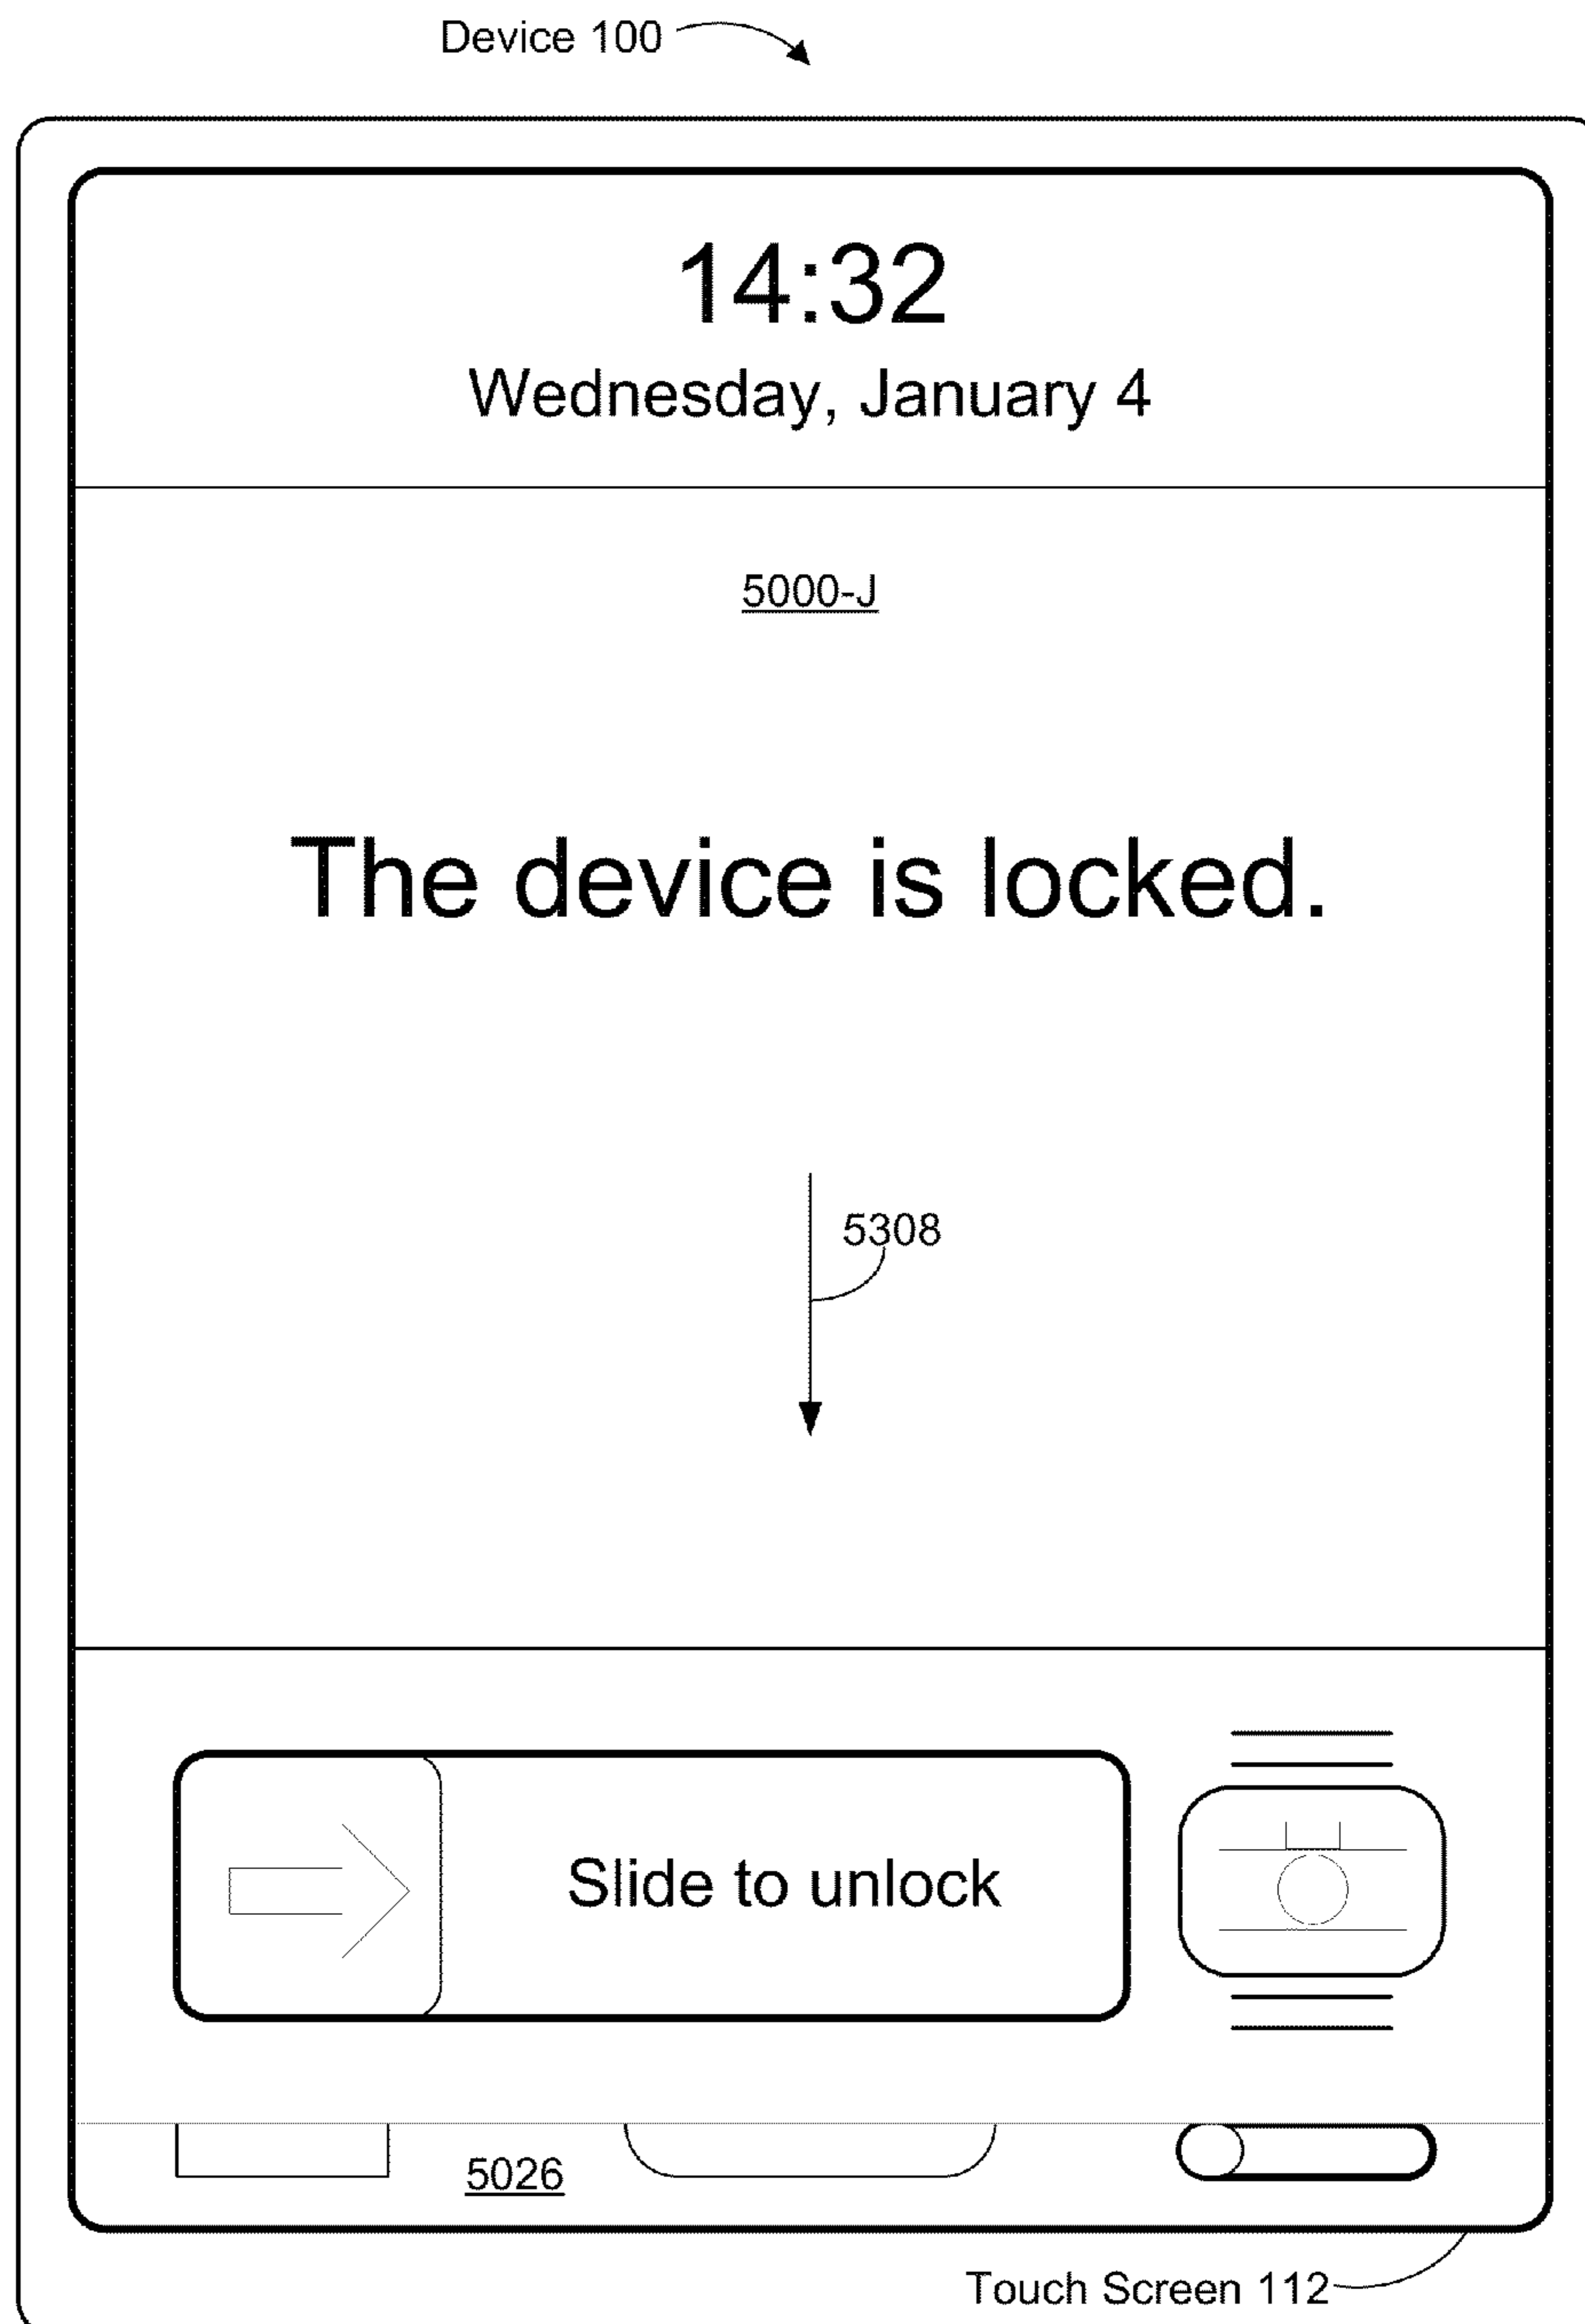 Device 100
14:32
Wednesday, January 4
5000-J
The device is locked.
5308
Slide to unlock
5026
Touch Screen 112